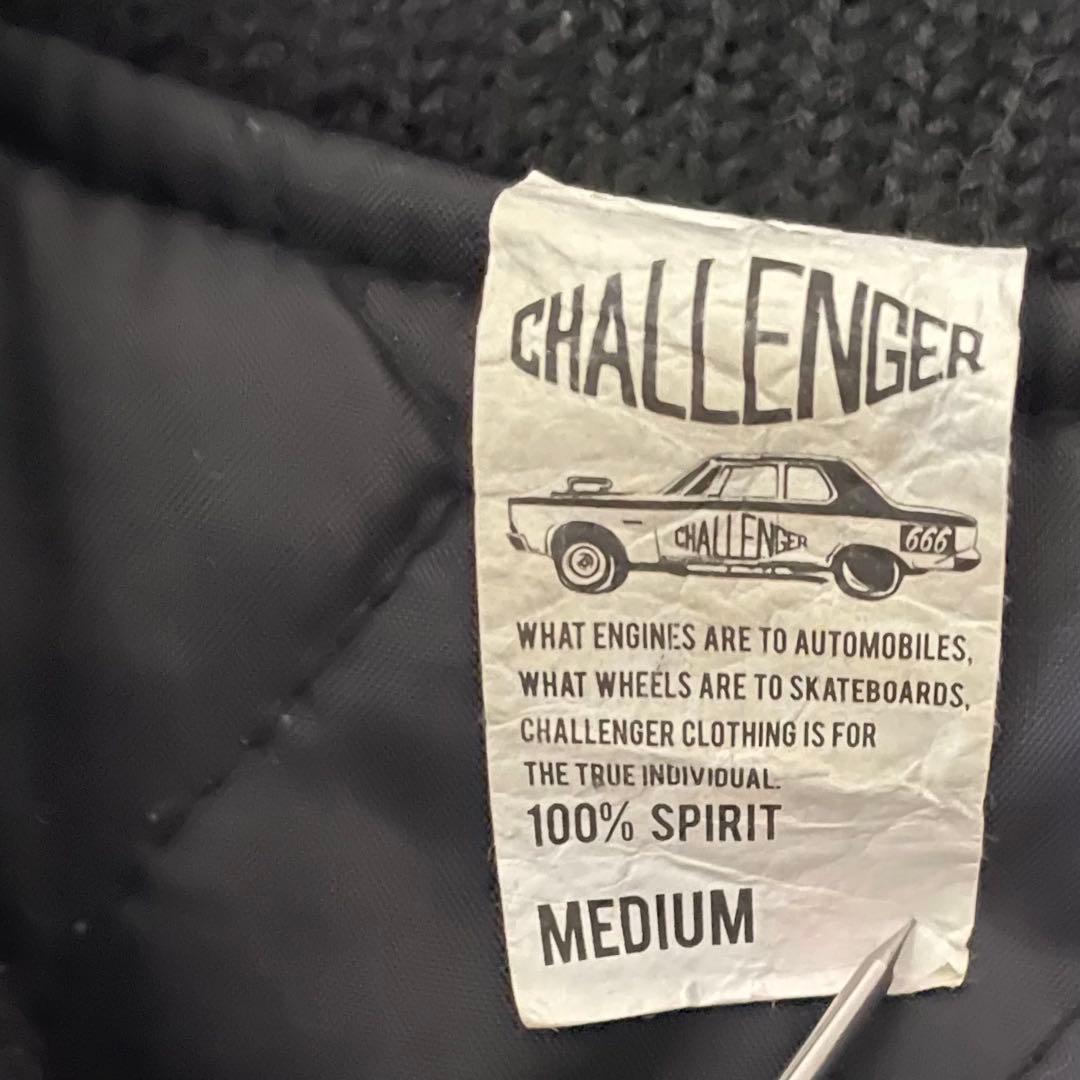 CHALLENGER
CHALLENGER
666
WHAT ENGINES ARE TO AUTOMOBILES,
WHAT WHEELS ARE TO SKATEBOARDS,
CHALLENGER CLOTHING IS FOR
THE TRUE INDIVIDUAL.
100% SPIRIT
MEDIUM